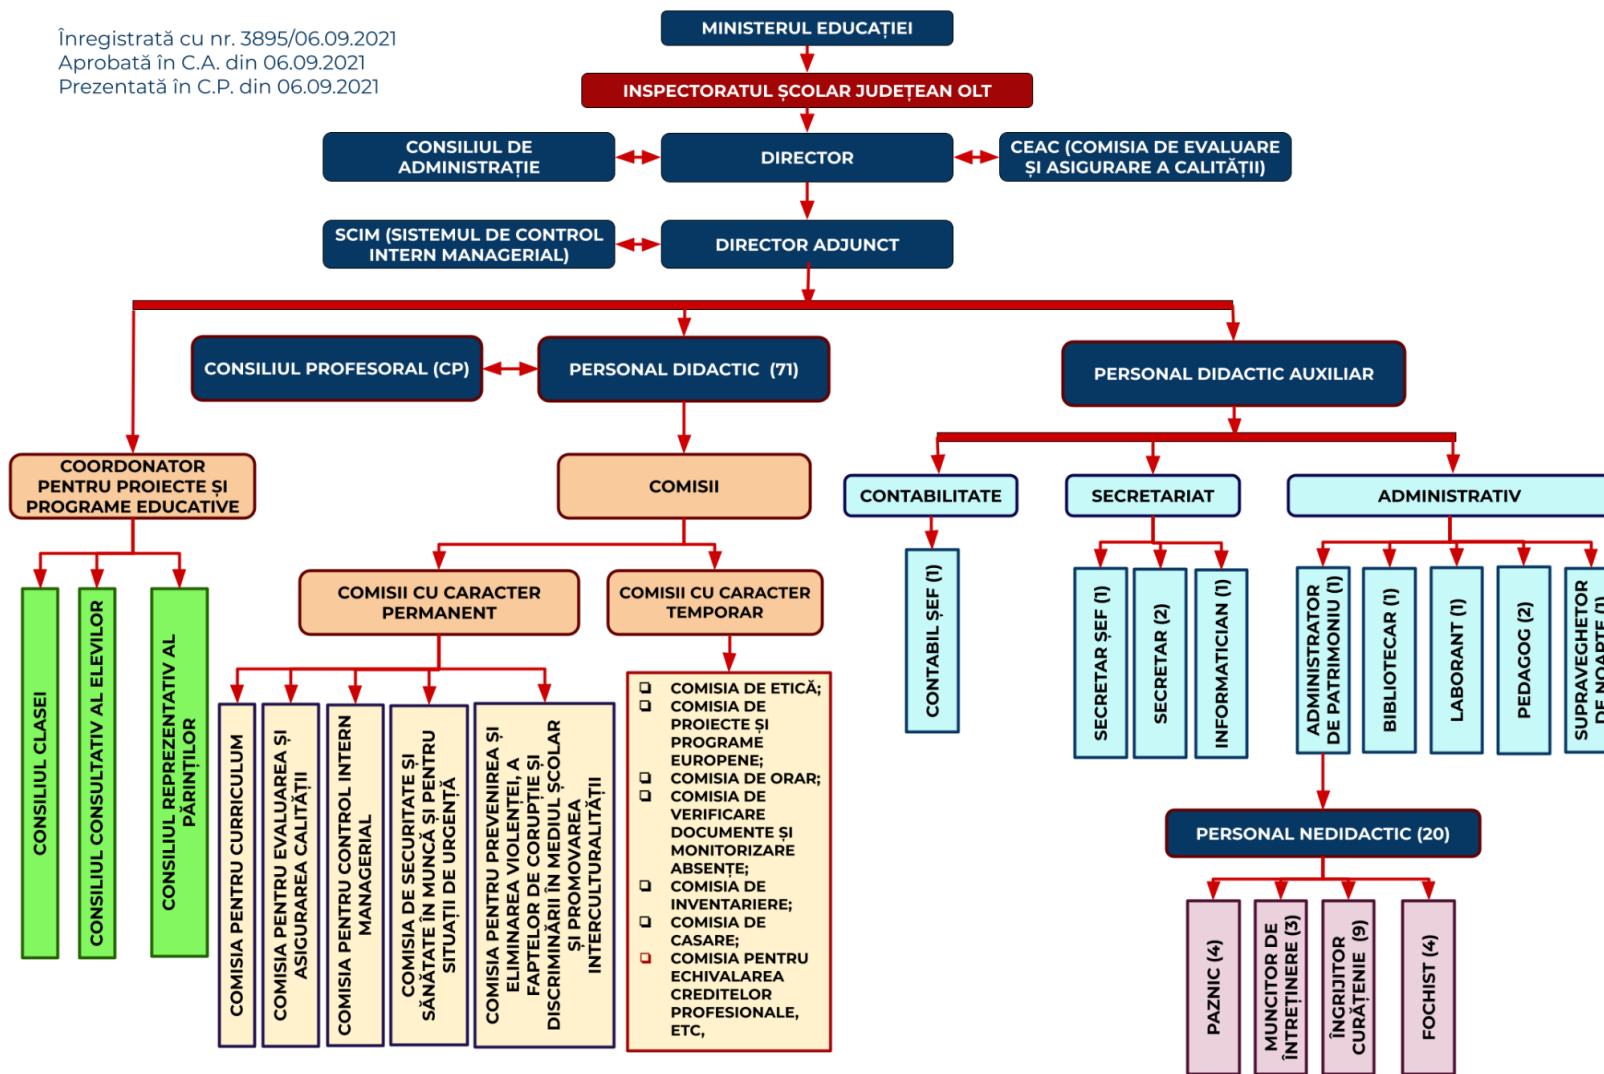 Înregistrată cu nr. 3895/06.09.2021
Aprobată în C.A. din 06.09.2021
Prezentată în C.P. din 06.09.2021
MINISTERUL EDUCAȚIEI
INSPECTORATUL ȘCOLAR JUDEȚEAN OLT
CONSILIUL DE
ADMINISTRAȚIE
DIRECTOR
CEAC (COMISIA DE EVALUARE
ȘI ASIGURARE A CALITĂȚII)
SCIM (SISTEMUL DE CONTROL
INTERN MANAGERIAL)
DIRECTOR ADJUNCT
CONSILIUL PROFESORAL (CP)
PERSONAL DIDACTIC (71)
PERSONAL DIDACTIC AUXILIAR
COORDONATOR
PENTRU PROIECTE ȘI
PROGRAME EDUCATIVE
COMISII
CONTABILITATE
SECRETARIAT
ADMINISTRATIV
CONSILIUL CLASEI
CONSILIUL CONSULTATIV AL ELEVILOR
CONSILIUL REPREZENTATIV AL
PĂRINȚILOR
COMISII CU CARACTER
PERMANENT
COMISII CU CARACTER
TEMPORAR
CONTABIL ȘEF (1)
SECRETAR ȘEF (1)
SECRETAR (2)
INFORMATICIAN (1)
ADMINISTRATOR
DE PATRIMONIU (1)
BIBLIOTECAR (1)
LABORANT (1)
PEDAGOG (2)
SUPRAVEGHETOR
DE NOAPTE (1)
COMISIA PENTRU CURRICULUM
COMISIA PENTRU EVALUAREA ȘI
ASIGURAREA CALITĂȚII
COMISIA PENTRU CONTROL INTERN
MANAGERIAL
COMISIA DE SECURITATE ȘI
SĂNĂTATE ÎN MUNCĂ ȘI PENTRU
SITUAȚII DE URGENȚĂ
COMISIA PENTRU PREVENIREA ȘI
ELIMINAREA VIOLENȚEI, A
FAPTELOR DE CORUPȚIE ȘI
DISCRIMINĂRII ÎN MEDIUL ȘCOLAR
ȘI PROMOVAREA
INTERCULTURALITĂȚII
❏ COMISIA DE ETICĂ;
❏ COMISIA DE
PROIECTE ȘI
PROGRAME
EUROPENE;
❏ COMISIA DE ORAR;
❏ COMISIA DE
VERIFICARE
DOCUMENTE ȘI
MONITORIZARE
ABSENȚE;
❏ COMISIA DE
INVENTARIERE;
❏ COMISIA DE
CASARE;
❏ COMISIA PENTRU
ECHIVALAREA
CREDITELOR
PROFESIONALE,
ETC,
PERSONAL NEDIDACTIC (20)
PAZNIC (4)
MUNCITOR DE
ÎNTREȚINERE (3)
ÎNGRIJITOR
CURĂȚENIE (9)
FOCHIST (4)